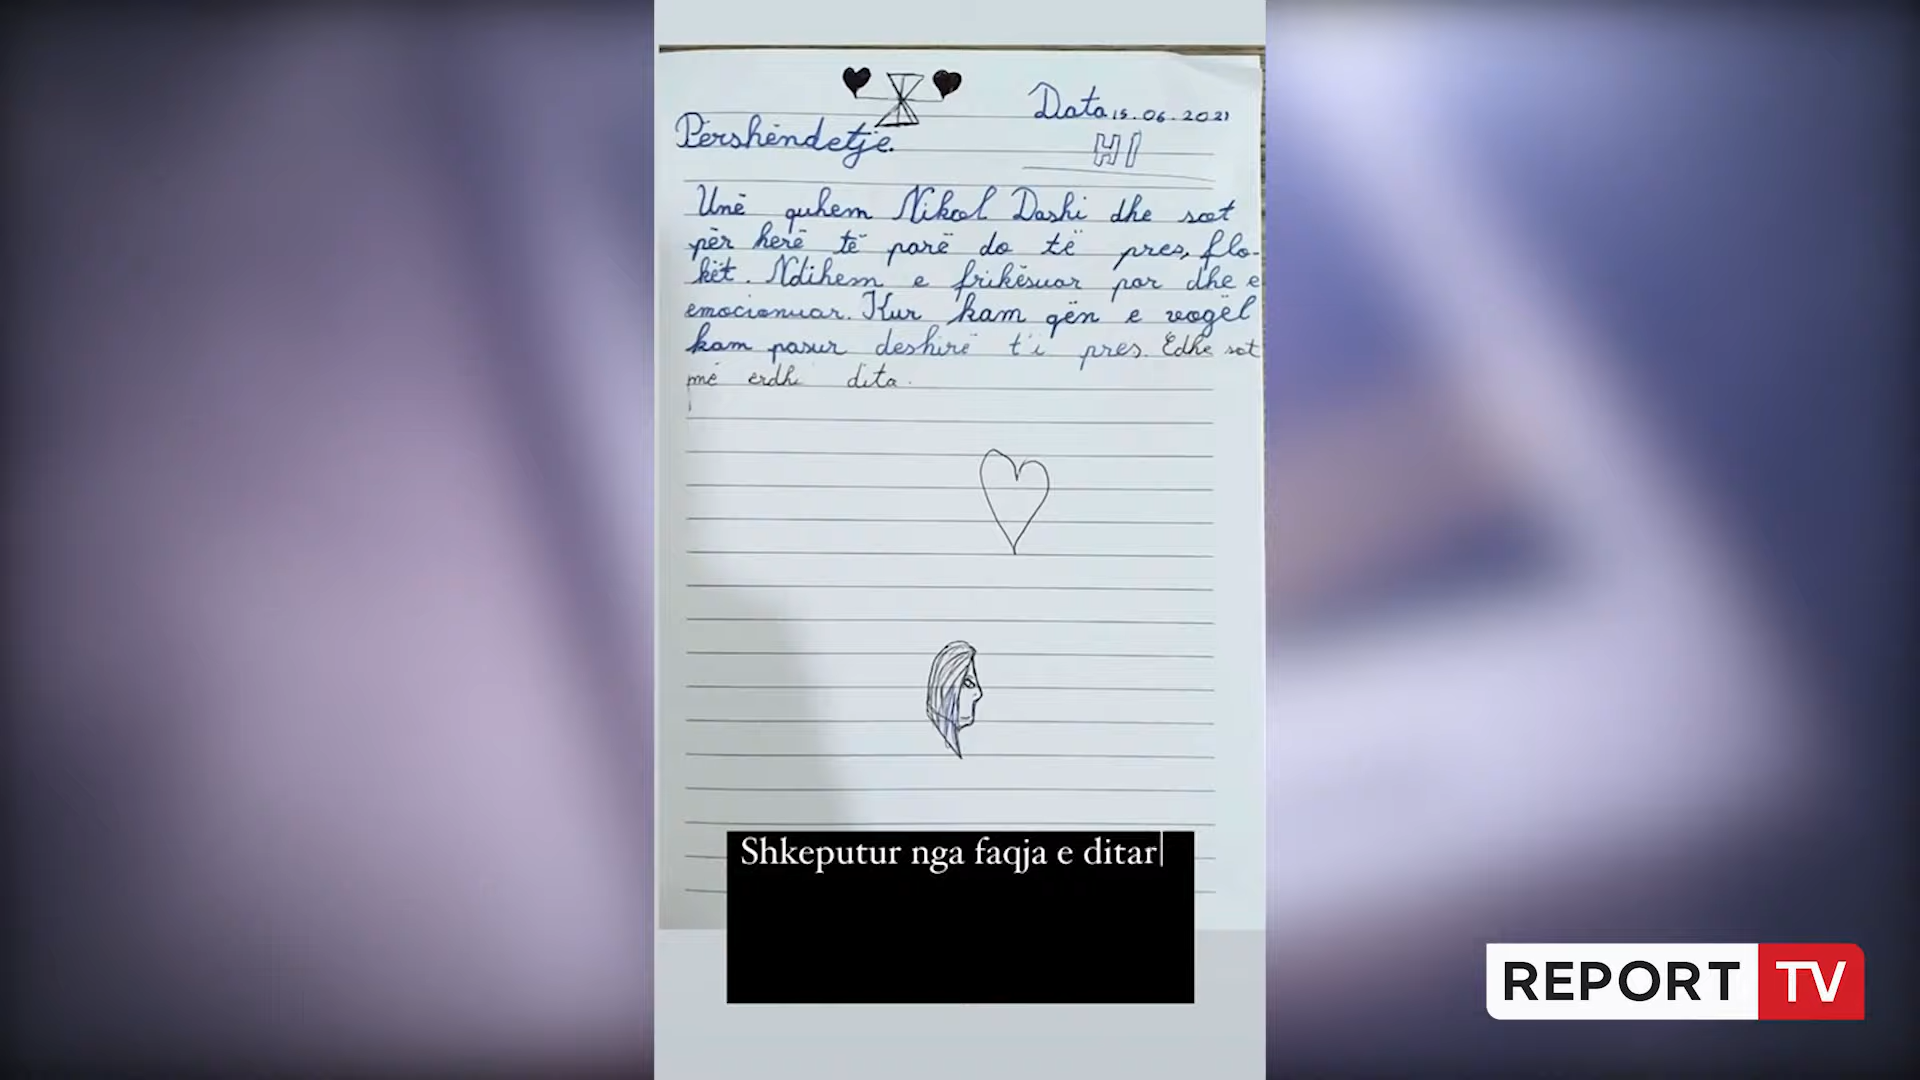 Data 15.06.2021
Përshëndetje.
HI
Unë quhem Nikol Dashi dhe sot
për herë të parë do të pres, flo-
kët. Ndihem e frikësuar por dhe e
emocionuar. Kur kam qën e vogël
kam pasur deshirë t'i pres. Edhe sot
më erdhi dita.
Shkeputur nga faqja e ditar
REPORT TV